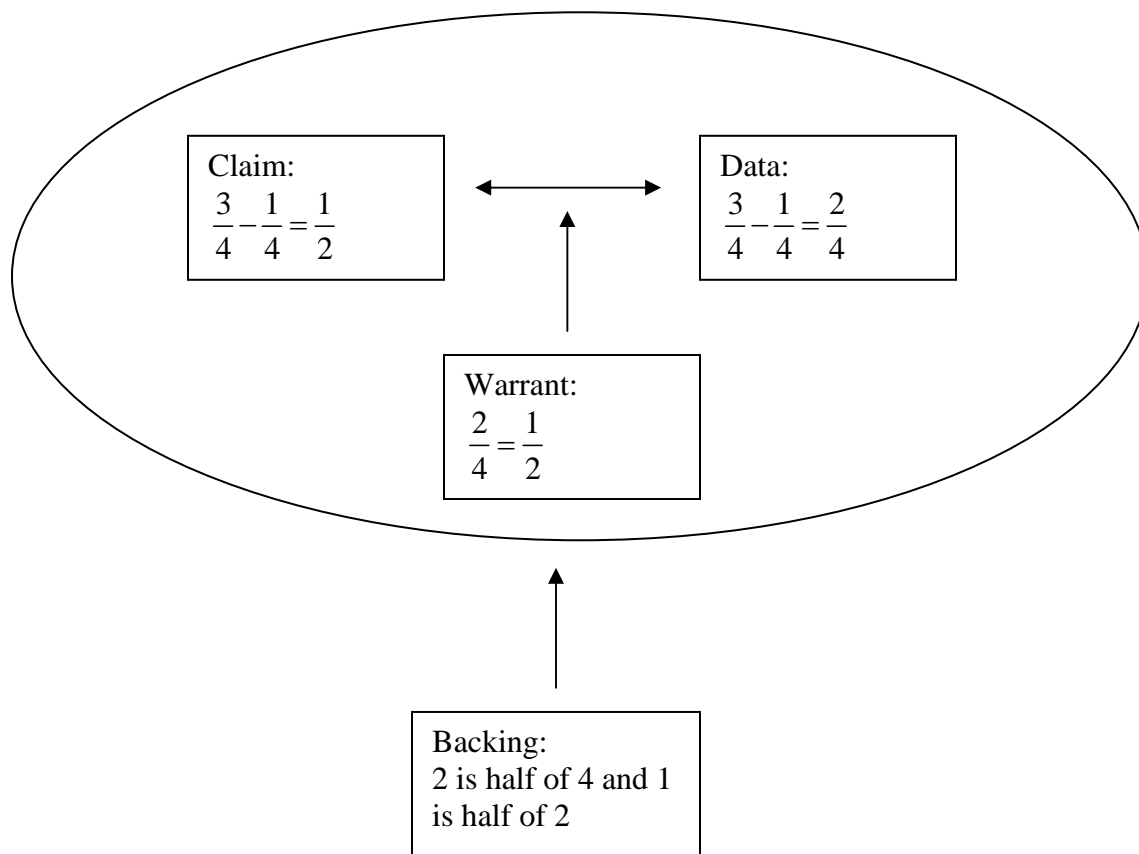 Claim:
3/4 − 1/4 = 1/2
Data:
3/4 − 1/4 = 2/4
Warrant:
2/4 = 1/2
Backing:
2 is half of 4 and 1
is half of 2